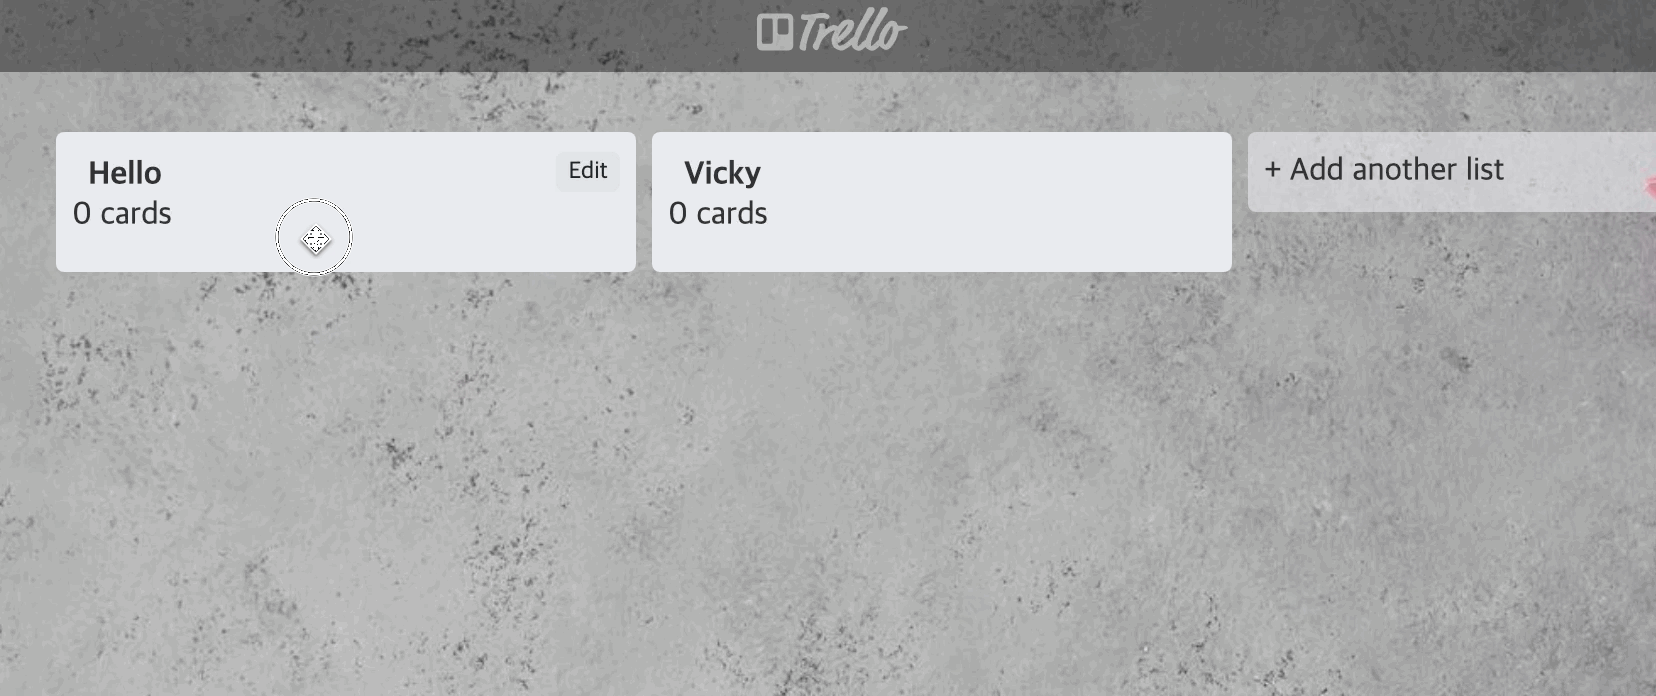 Trello
Hello
Edit
0 cards
Vicky
0 cards
+ Add another list